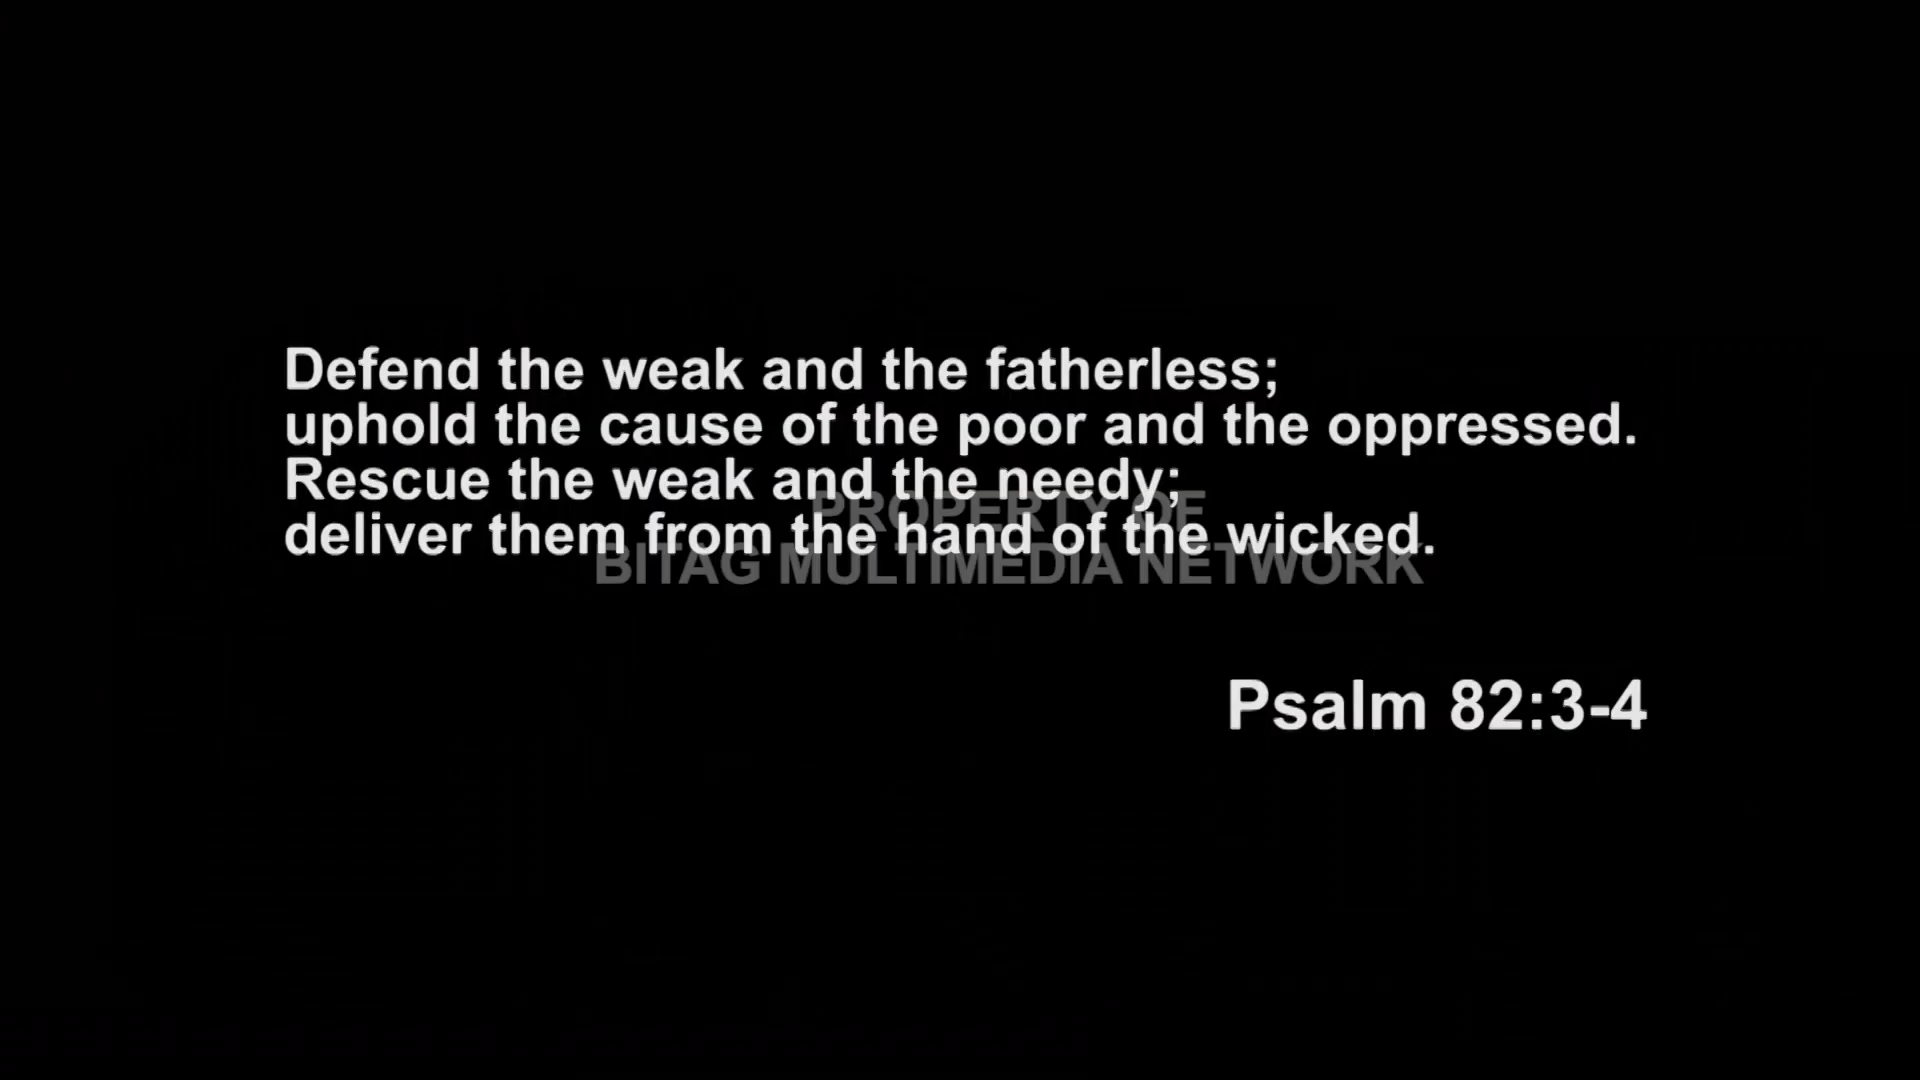 Defend the weak and the fatherless;
uphold the cause of the poor and the oppressed.
Rescue the weak and the needy;
PROPERTY OF
deliver them from the hand of the wicked.
BITAG MULTIMEDIA NETWORK
Psalm 82:3-4